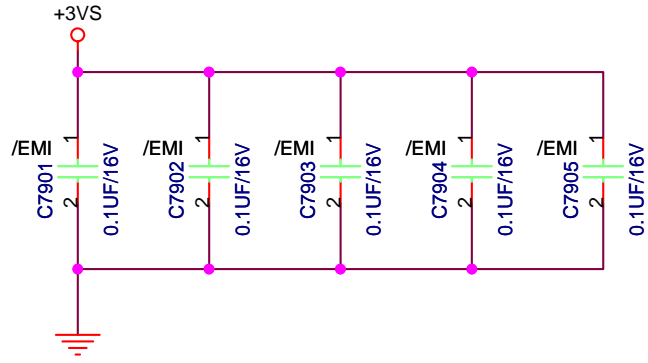 +3VS
/EMI
1
2
C7901
0.1UF/16V
/EMI
1
2
C7902
0.1UF/16V
/EMI
1
2
C7903
0.1UF/16V
/EMI
1
2
C7904
0.1UF/16V
/EMI
1
2
C7905
0.1UF/16V